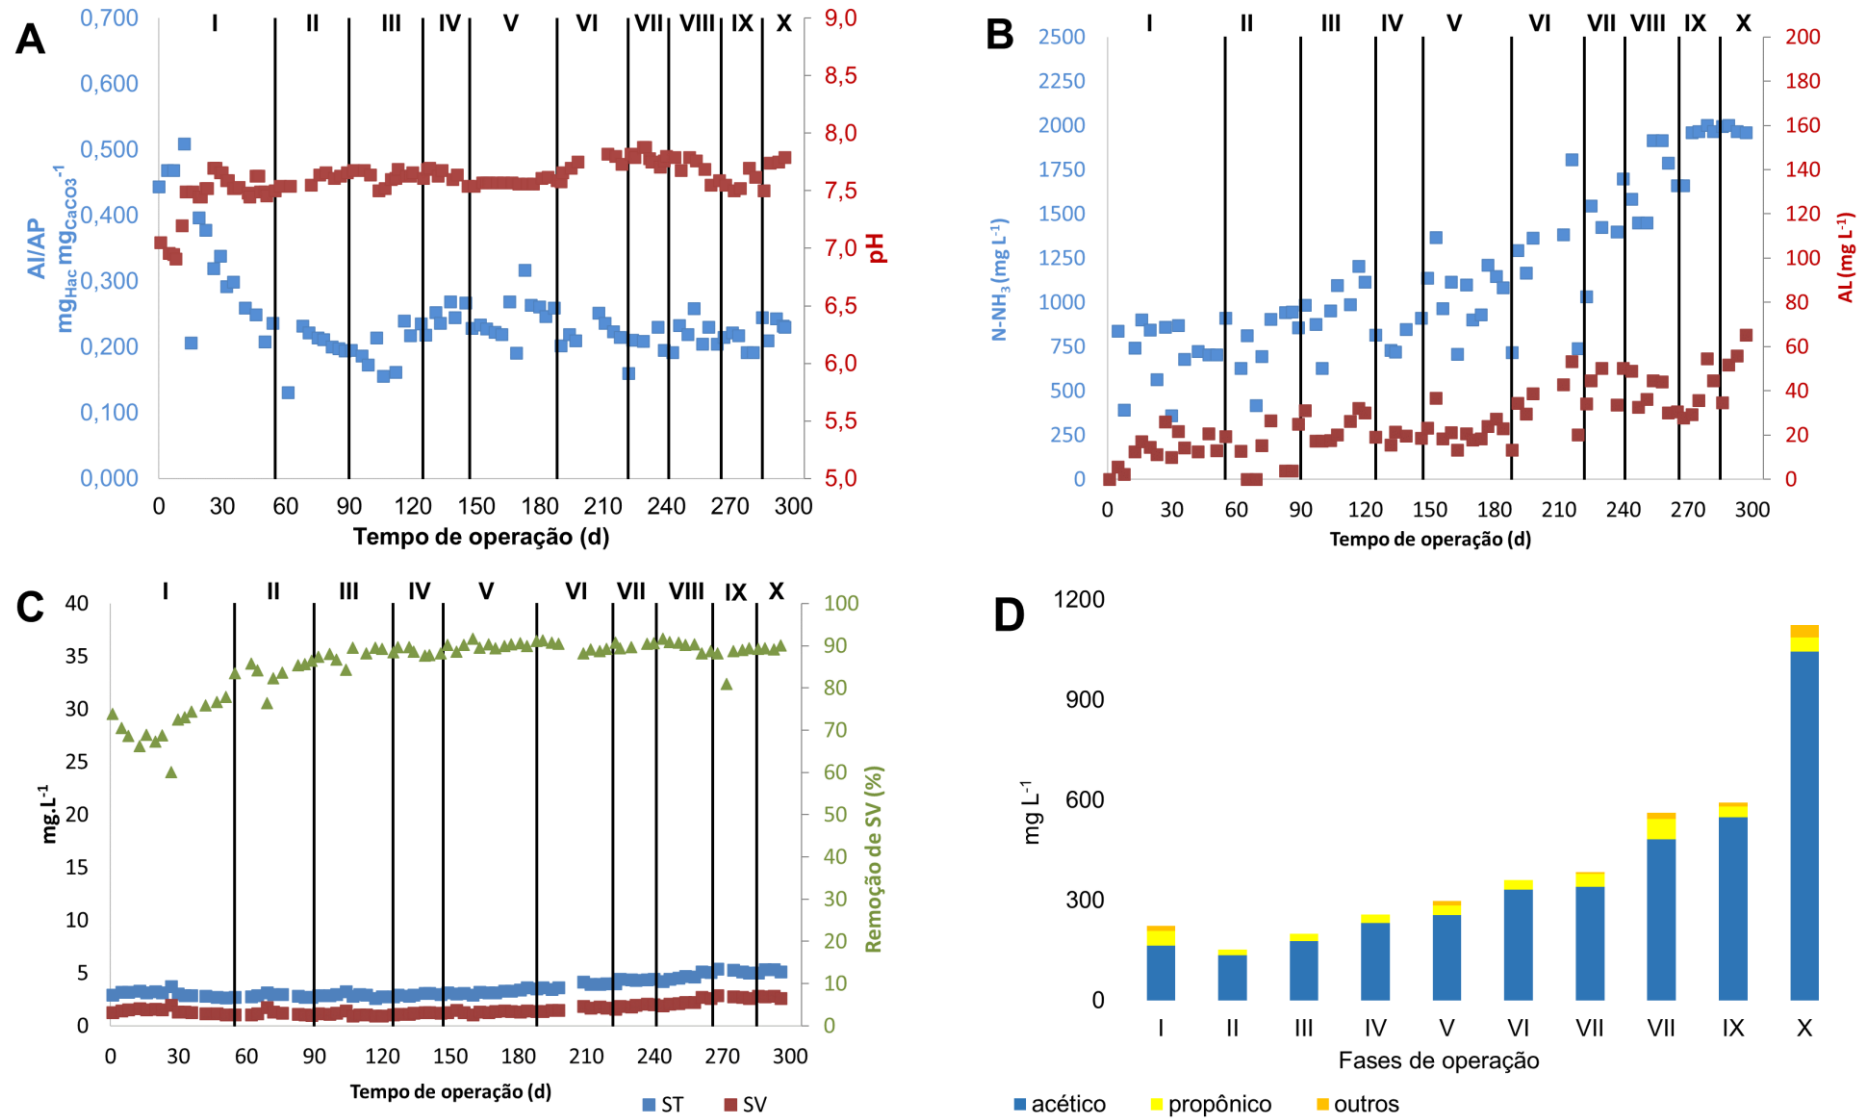 A
I II III IV V VI VII VIII IX X
0,700
0,600
0,500
0,400
0,300
0,200
0,100
0,000
AI/AP
mgHac mgCaCO3-1
9,0
8,5
8,0
7,5
7,0
6,5
6,0
5,5
5,0
pH
0 30 60 90 120 150 180 210 240 270 300
Tempo de operação (d)
B
I II III IV V VI VII VIII IX X
2500
2250
2000
1750
1500
1250
1000
750
500
250
0
N-NH3 (mg L-1)
200
180
160
140
120
100
80
60
40
20
0
AL (mg L-1)
0 30 60 90 120 150 180 210 240 270 300
Tempo de operação (d)
C
I II III IV V VI VII VIII IX X
40
35
30
25
20
15
10
5
0
mg.L-1
100
90
80
70
60
50
40
30
20
10
0
Remoção de SV (%)
0 30 60 90 120 150 180 210 240 270 300
Tempo de operação (d)
ST SV
D
1200
900
600
300
0
mg L-1
I II III IV V VI VII VII IX X
Fases de operação
acético propônico outros